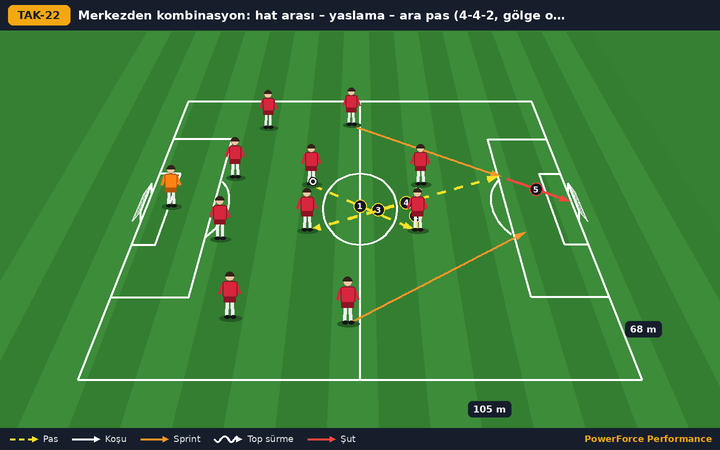 TAK-22 Merkezden kombinasyon: hat arası – yaslama – ara pas (4-4-2, gölge o...
1 3 4
5
68 m
105 m
Pas Koşu Sprint Top sürme Şut PowerForce Performance